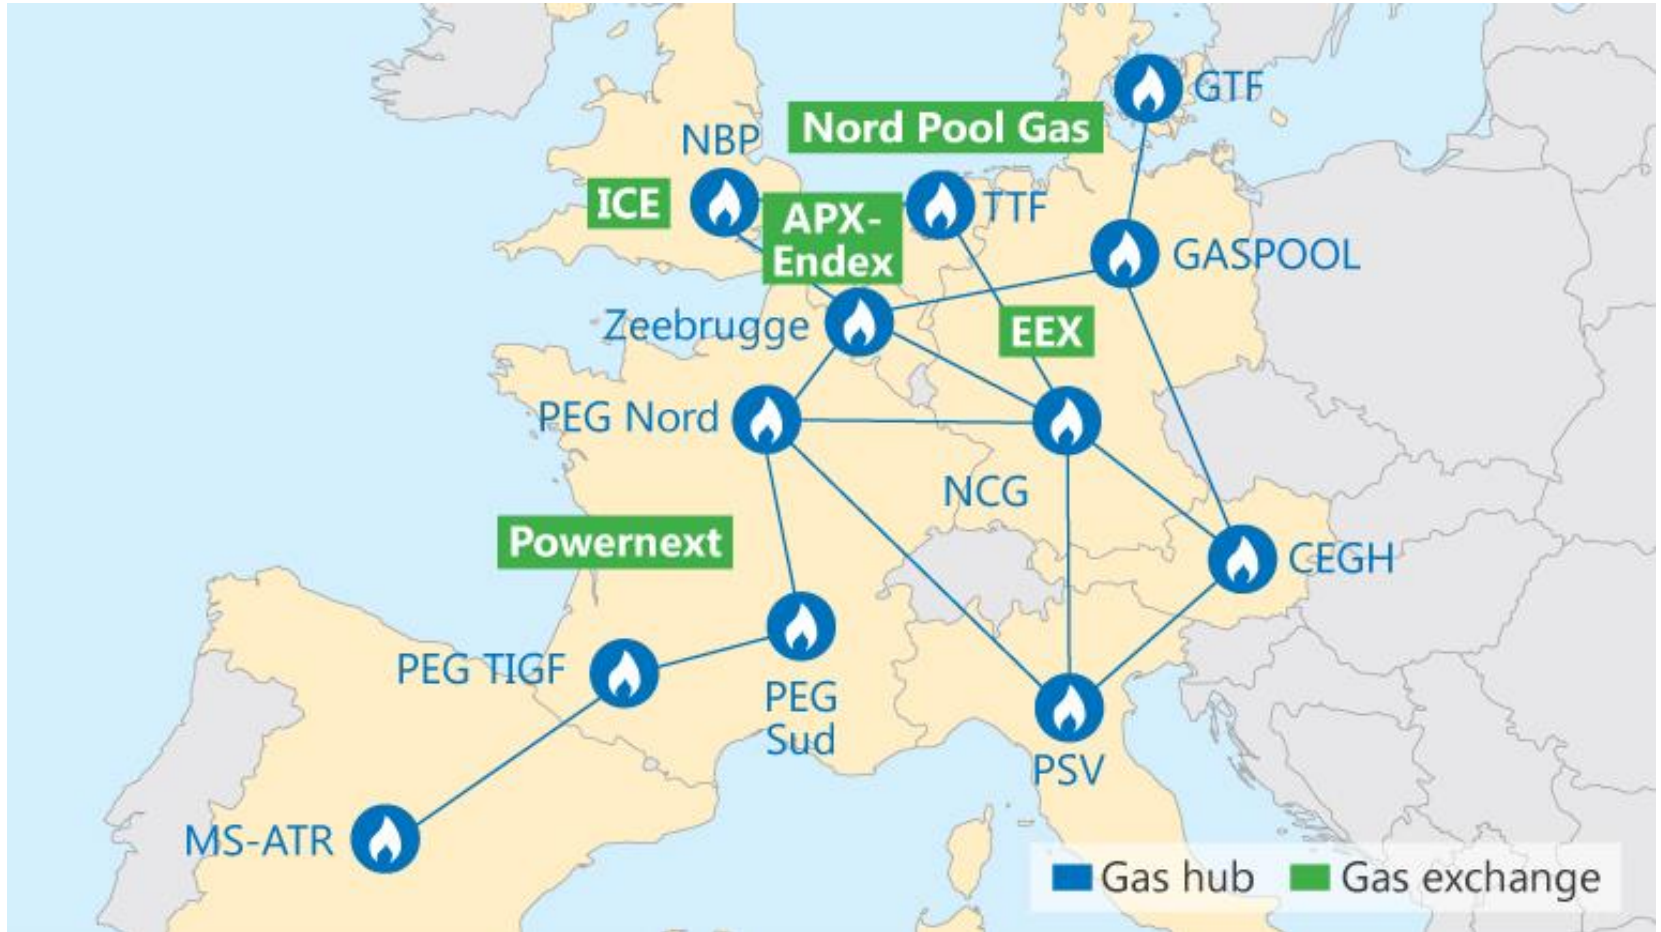 GTF
Nord Pool Gas
NBP
ICE
APX-
Endex
TTF
GASPOOL
Zeebrugge
EEX
PEG Nord
NCG
Powernext
CEGH
PEG TIGF
PEG
Sud
PSV
MS-ATR
Gas hub
Gas exchange